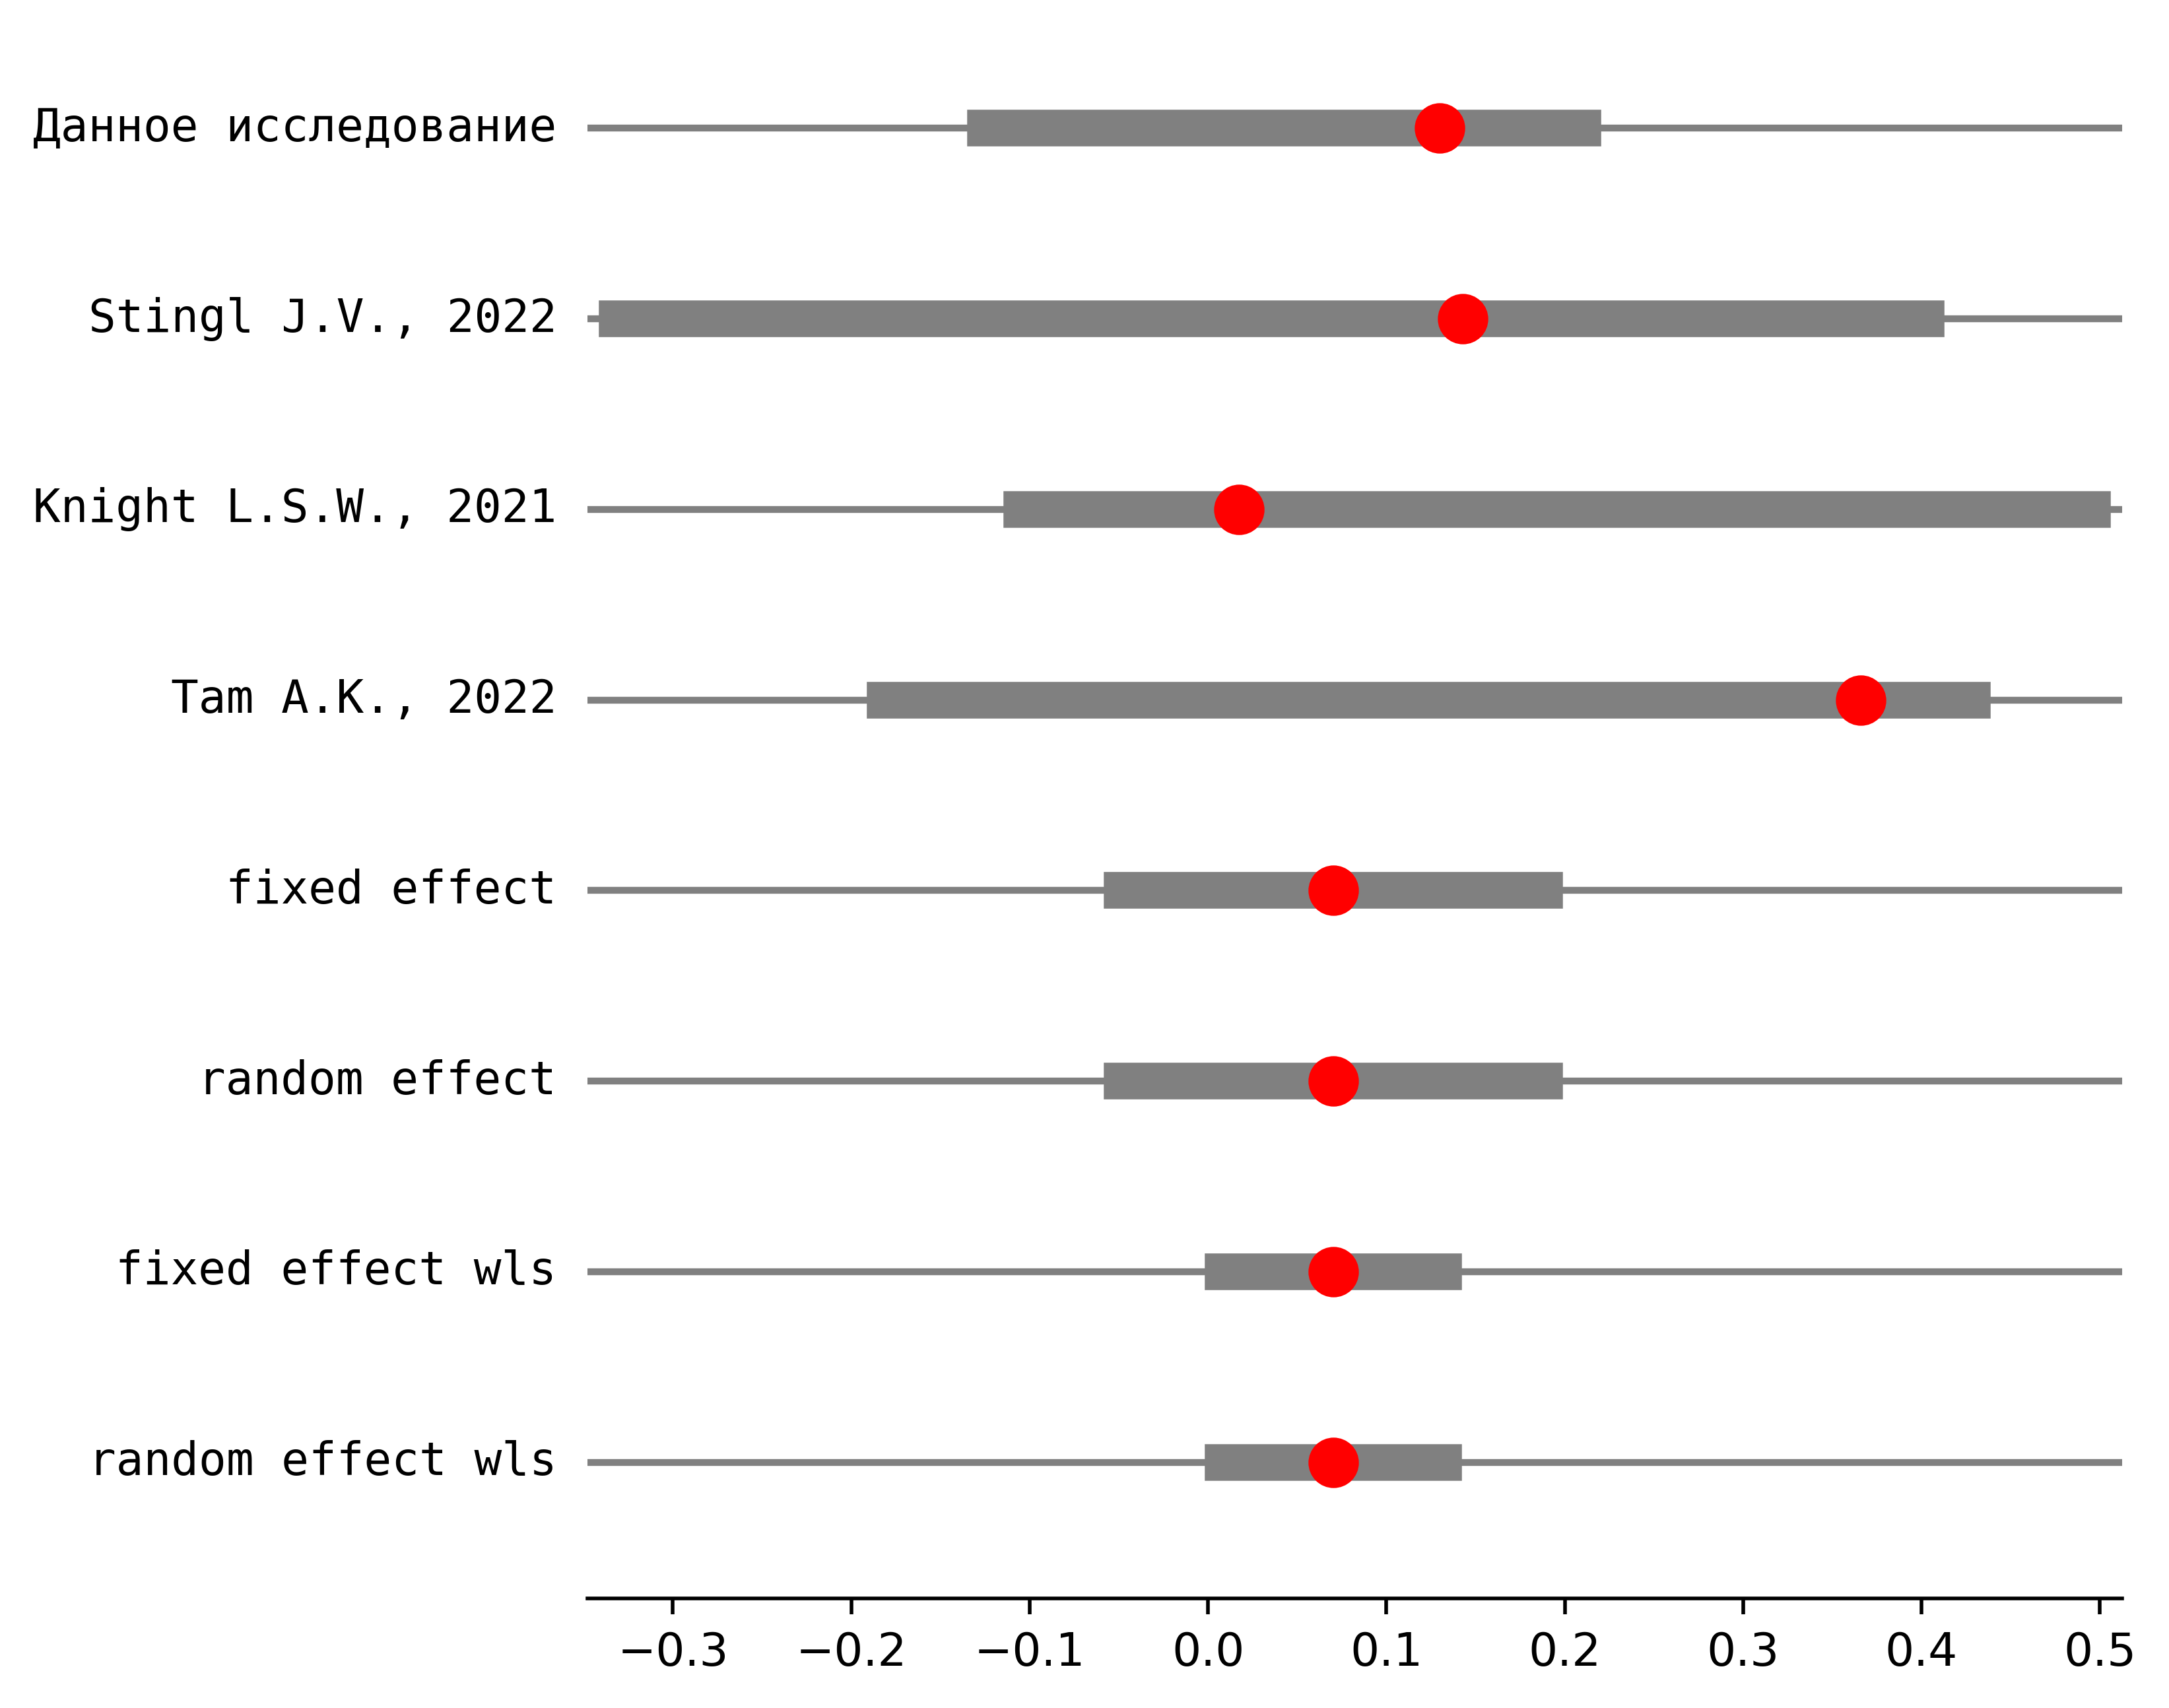 Данное исследование
Stingl J.V., 2022
Knight L.S.W., 2021
Tam A.K., 2022
fixed effect
random effect
fixed effect wls
random effect wls
−0.3 −0.2 −0.1 0.0 0.1 0.2 0.3 0.4 0.5